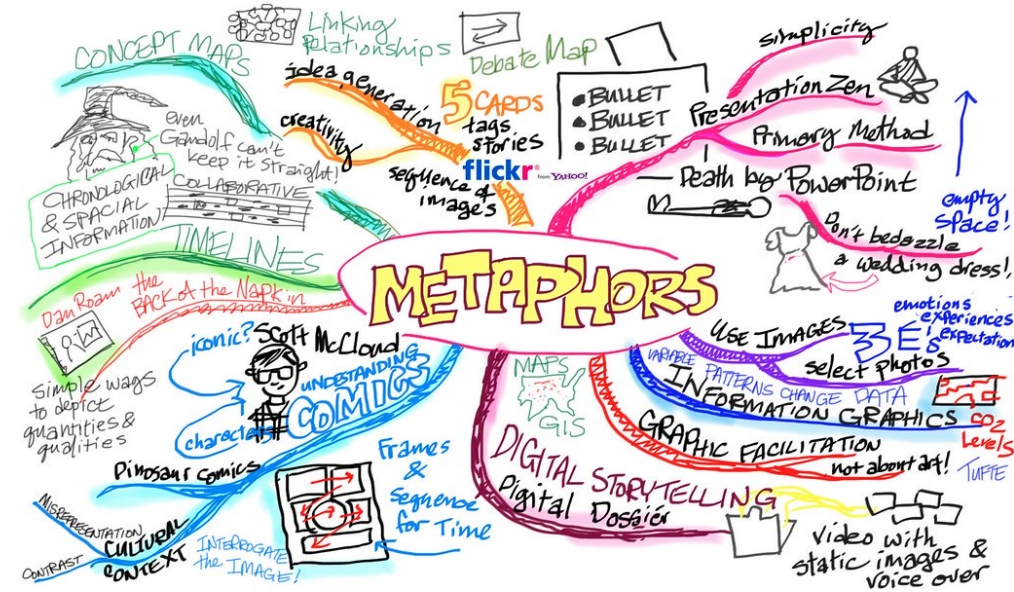 METAPHORS
CONCEPT MAPS
Linking
Relationships
Debate Map
idea generation
creativity
5 CARDS
tags
stories
flickr from YAHOO!
sequence of
images
BULLET
BULLET
BULLET
simplicity
Presentation Zen
Primary Method
Death by PowerPoint
empty
space!
Don't bedazzle
a wedding dress!
even
Gandolf can't
keep it straight!
CHRONOLOGICAL
& SPACIAL
INFORMATION
COLLABORATIVE
TIMELINES
Dan Roam the
BACK of the Napkin
simple ways
to depict
quantities &
qualities
iconic?
Scott McCloud
UNDERSTANDING
COMICS
character
Dinosaur Comics
MISREPRESENTATION
CULTURAL
CONTEXT
CONTRAST
INTERROGATE
the IMAGE!
Frames
&
Sequence
for Time
MAPS
GIS
DIGITAL STORYTELLING
Digital Dossier
video with
static images &
voice over
GRAPHIC FACILITATION
not about art!
VARIABLE PATTERNS CHANGE DATA
INFORMATION GRAPHICS
CO2
Levels
TUFTE
USE IMAGES
select photos
3 E's
emotions
experiences
expectation